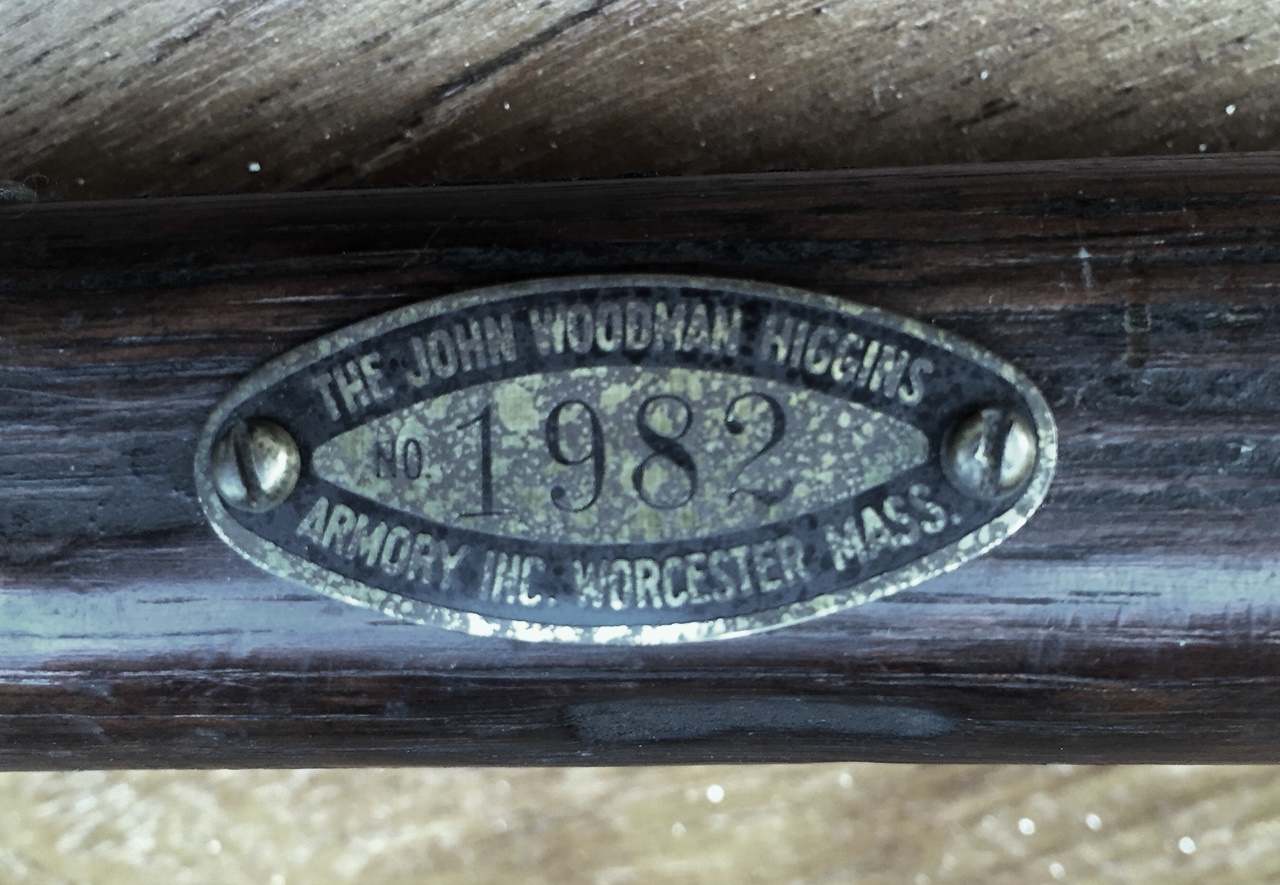 THE JOHN WOODMAN HIGGINS
NO. 1982
ARMORY INC. WORCESTER MASS.